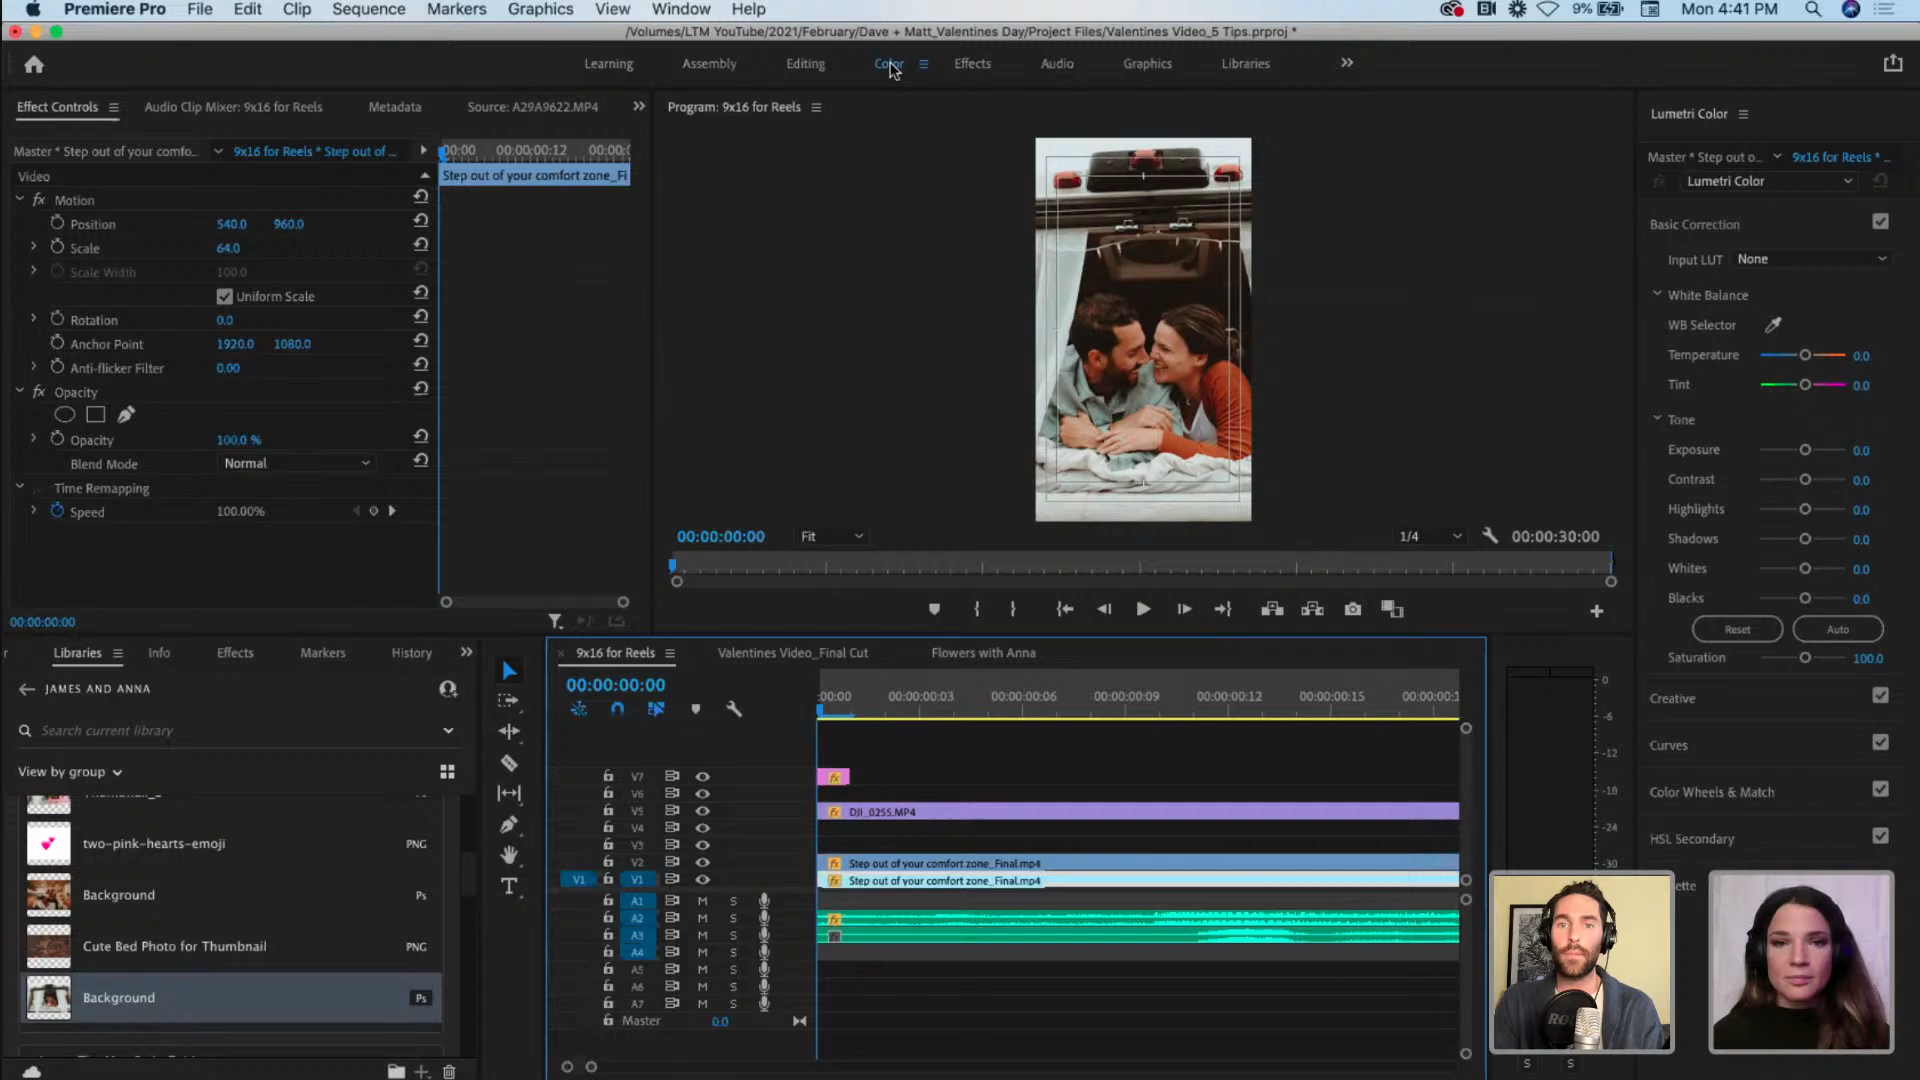 Premiere Pro File Edit Clip Sequence Markers Graphics View Window Help 9% Mon 4:41 PM
/Volumes/LTM YouTube/2021/February/Dave + Matt_Valentines Day/Project Files/Valentines Video_5 Tips.prproj *
Learning Assembly Editing Color Effects Audio Graphics Libraries
Effect Controls Audio Clip Mixer: 9x16 for Reels Metadata Source: A29A9622.MP4
Program: 9x16 for Reels
Lumetri Color
Master * Step out of your comfo... 9x16 for Reels * Step out of ...
:00:00 00:00:00:12 00:00:(
Step out of your comfort zone_Fi
Video
Motion
Position 540.0 960.0
Scale 64.0
Scale Width 100.0
Uniform Scale
Rotation 0.0
Anchor Point 1920.0 1080.0
Anti-flicker Filter 0.00
Opacity
Opacity 100.0 %
Blend Mode Normal
Time Remapping
Speed 100.00%
00:00:00:00
00:00:00:00 Fit 1/4 00:00:30:00
Master * Step out o... 9x16 for Reels * ...
Lumetri Color
Basic Correction
Input LUT None
White Balance
WB Selector
Temperature 0.0
Tint 0.0
Tone
Exposure 0.0
Contrast 0.0
Highlights 0.0
Shadows 0.0
Whites 0.0
Blacks 0.0
Reset Auto
Saturation 100.0
Creative
Curves
Color Wheels & Match
HSL Secondary
Libraries Info Effects Markers History
JAMES AND ANNA
Search current library
View by group
two-pink-hearts-emoji PNG
Background Ps
Cute Bed Photo for Thumbnail PNG
Background Ps
9x16 for Reels Valentines Video_Final Cut Flowers with Anna
00:00:00:00
:00:00 00:00:00:03 00:00:00:06 00:00:00:09 00:00:00:12 00:00:00:15 00:00:00:1
V7 fx
V6
V5 fx DJI_0255.MP4
V4
V3
V2 fx Step out of your comfort zone_Final.mp4
V1 V1 fx Step out of your comfort zone_Final.mp4
A1 M S
A2 M S fx
A3 M S fx
A4 M S
A5 M S
A6 M S
A7 M S
Master 0.0
0
-6
-12
-18
-24
-30
S S